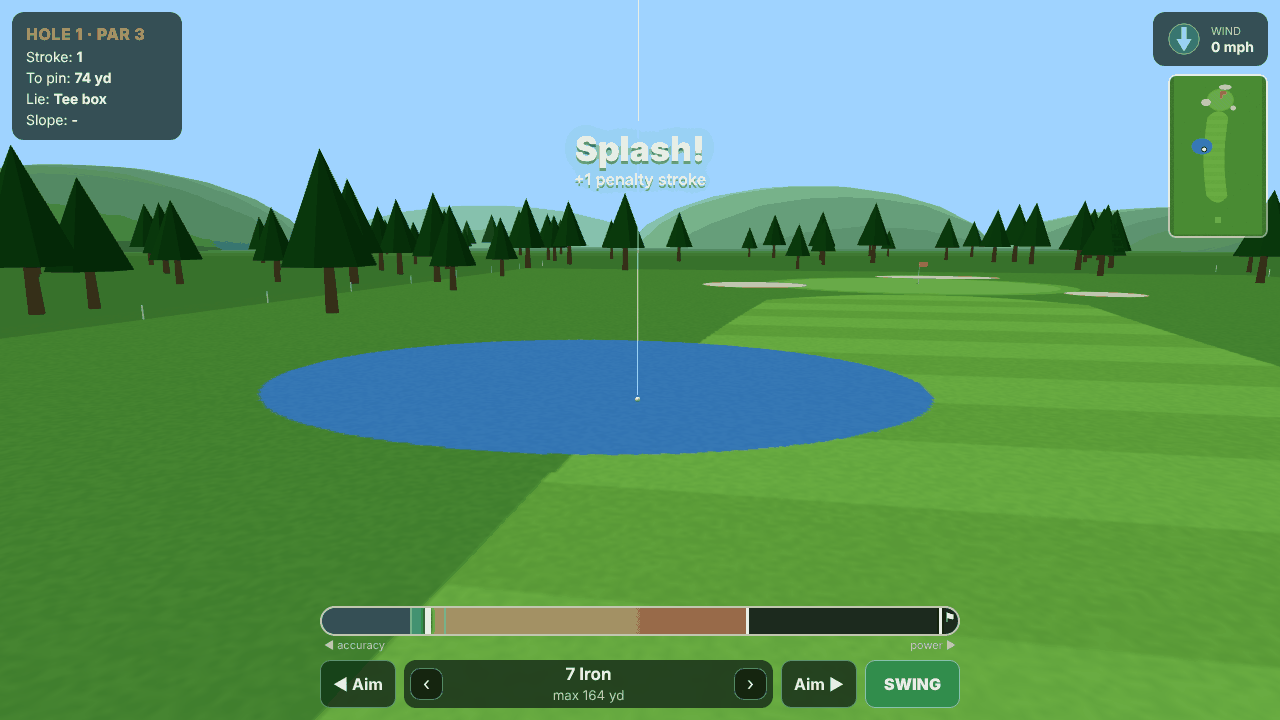 HOLE 1 · PAR 3
Stroke: 1
To pin: 74 yd
Lie: Tee box
Slope: -
WIND
0 mph
Splash!
+1 penalty stroke
◀ accuracy
power ▶
◀ Aim
‹
7 Iron
max 164 yd
›
Aim ▶
SWING